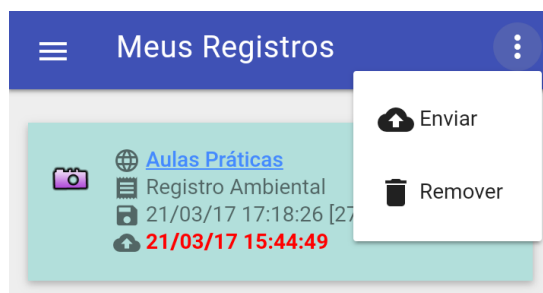 Meus Registros
Enviar
Remover
Aulas Práticas
Registro Ambiental
21/03/17 17:18:26
21/03/17 15:44:49